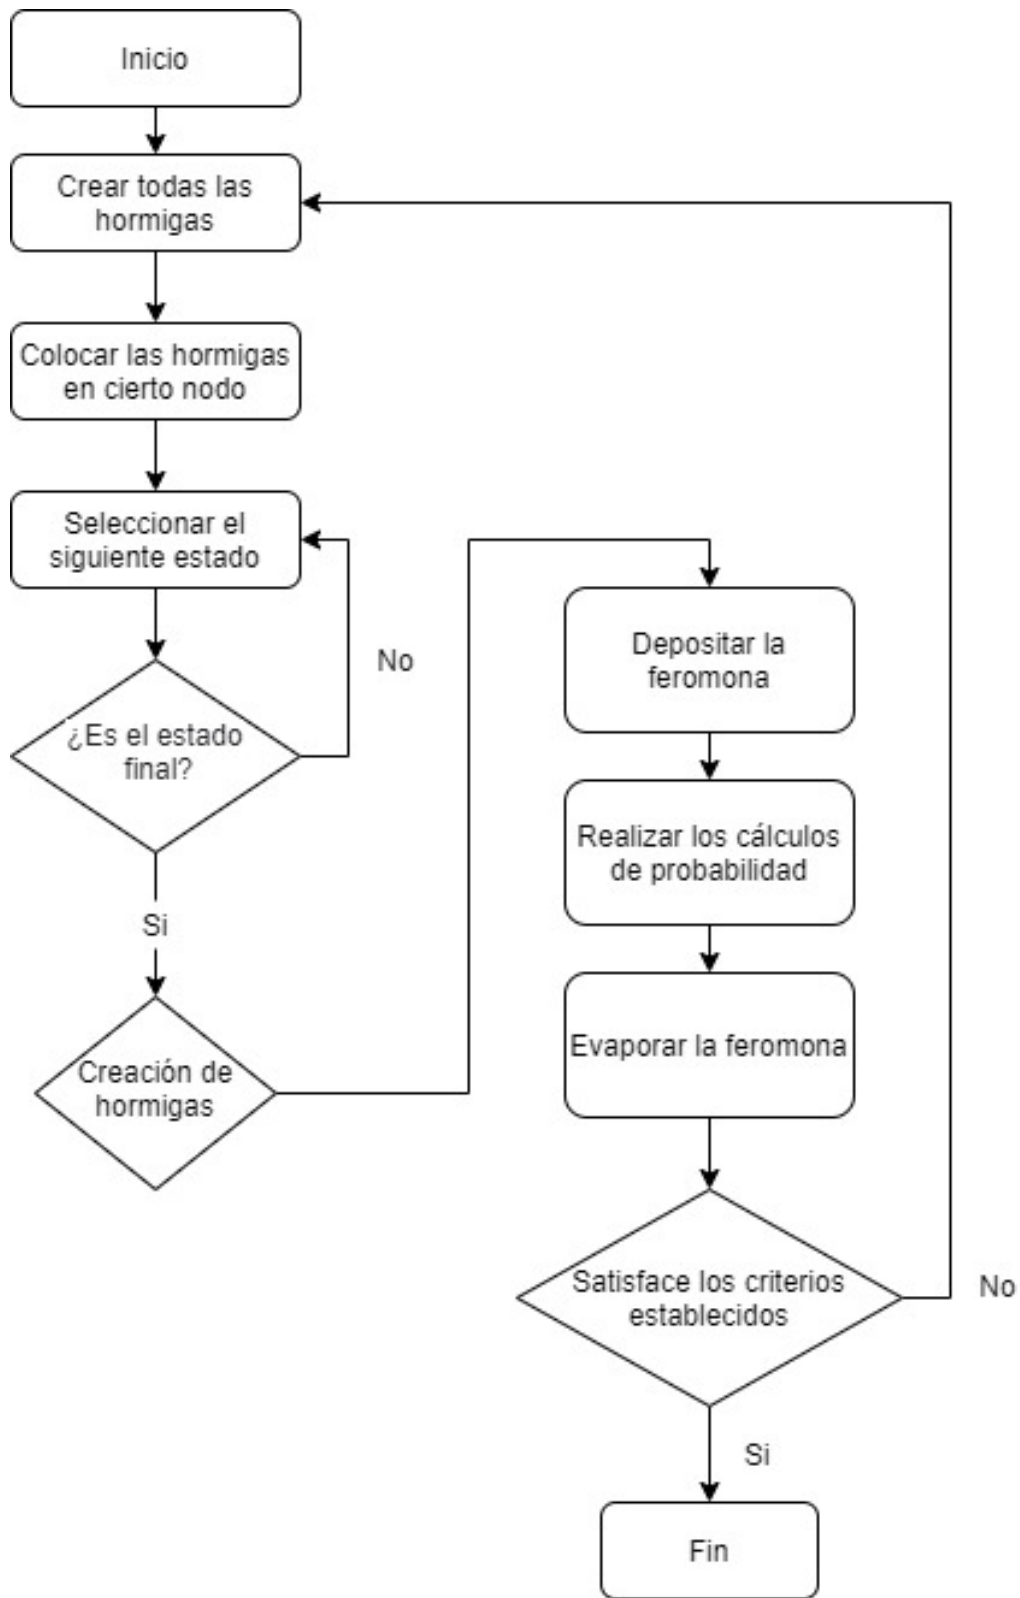 Inicio
Crear todas las
hormigas
Colocar las hormigas
en cierto nodo
Seleccionar el
siguiente estado
No
¿Es el estado
final?
Si
Creación de
hormigas
Depositar la
feromona
Realizar los cálculos
de probabilidad
Evaporar la feromona
Satisface los criterios
establecidos
No
Si
Fin